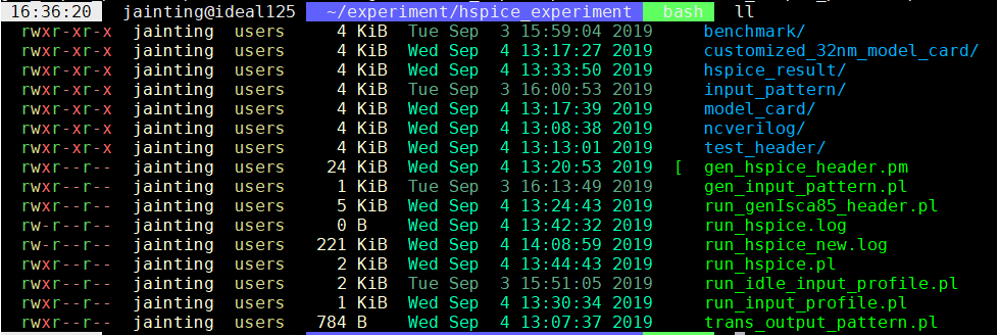 16:36:20 jainting@ideal125 ~/experiment/hspice_experiment bash ll
rwxr-xr-x jainting users 4 KiB Tue Sep 3 15:59:04 2019 benchmark/
rwxr-xr-x jainting users 4 KiB Wed Sep 4 13:17:27 2019 customized_32nm_model_card/
rwxr-xr-x jainting users 4 KiB Wed Sep 4 13:33:50 2019 hspice_result/
rwxr-xr-x jainting users 4 KiB Tue Sep 3 16:00:53 2019 input_pattern/
rwxr-xr-x jainting users 4 KiB Wed Sep 4 13:17:39 2019 model_card/
rwxr-xr-x jainting users 4 KiB Wed Sep 4 13:08:38 2019 ncverilog/
rwxr-xr-x jainting users 4 KiB Wed Sep 4 13:13:01 2019 test_header/
rwxr--r-- jainting users 24 KiB Wed Sep 4 13:20:53 2019 [ gen_hspice_header.pm
rwxr--r-- jainting users 1 KiB Tue Sep 3 16:13:49 2019 gen_input_pattern.pl
rwxr--r-- jainting users 5 KiB Wed Sep 4 13:24:43 2019 run_genIsca85_header.pl
rw-r--r-- jainting users 0 B Wed Sep 4 13:42:32 2019 run_hspice.log
rw-r--r-- jainting users 221 KiB Wed Sep 4 14:08:59 2019 run_hspice_new.log
rwxr--r-- jainting users 2 KiB Wed Sep 4 13:44:43 2019 run_hspice.pl
rwxr--r-- jainting users 2 KiB Tue Sep 3 15:51:05 2019 run_idle_input_profile.pl
rwxr--r-- jainting users 1 KiB Wed Sep 4 13:30:34 2019 run_input_profile.pl
rwxr--r-- jainting users 784 B Wed Sep 4 13:07:37 2019 trans_output_pattern.pl